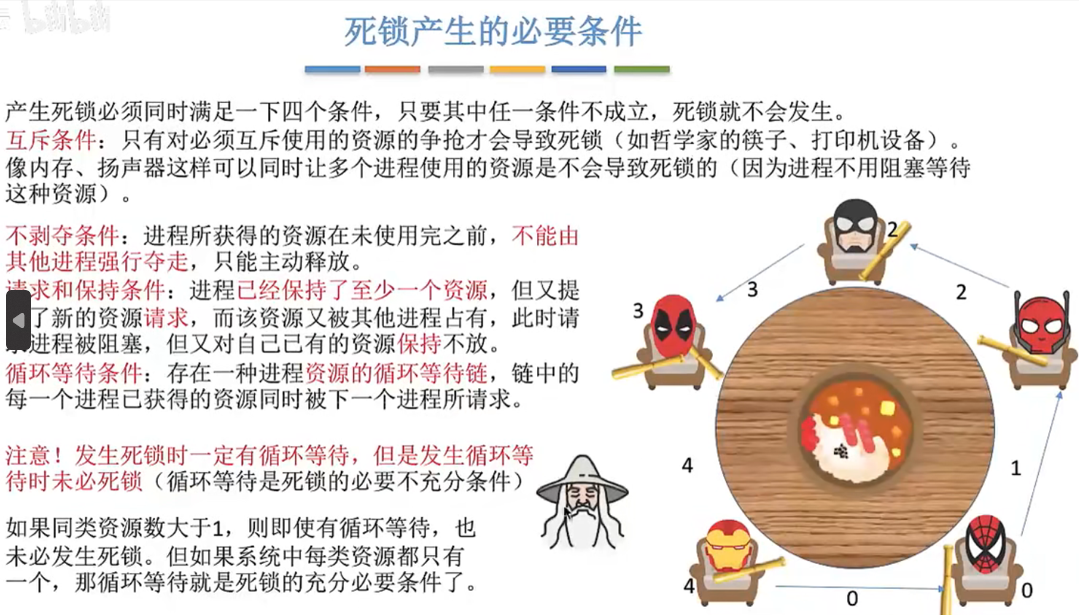 死锁产生的必要条件
产生死锁必须同时满足一下四个条件，只要其中任一条件不成立，死锁就不会发生。
互斥条件：只有对必须互斥使用的资源的争抢才会导致死锁（如哲学家的筷子、打印机设备）。
像内存、扬声器这样可以同时让多个进程使用的资源是不会导致死锁的（因为进程不用阻塞等待
这种资源）。
不剥夺条件：进程所获得的资源在未使用完之前，不能由
其他进程强行夺走，只能主动释放。
请求和保持条件：进程已经保持了至少一个资源，但又提
了新的资源请求，而该资源又被其他进程占有，此时请
进程被阻塞，但又对自己已有的资源保持不放。
循环等待条件：存在一种进程资源的循环等待链，链中的
每一个进程已获得的资源同时被下一个进程所请求。
注意！发生死锁时一定有循环等待，但是发生循环等
待时未必死锁（循环等待是死锁的必要不充分条件）
如果同类资源数大于1，则即使有循环等待，也
未必发生死锁。但如果系统中每类资源都只有
一个，那循环等待就是死锁的充分必要条件了。
2
3
2
3
4
1
4
0
0